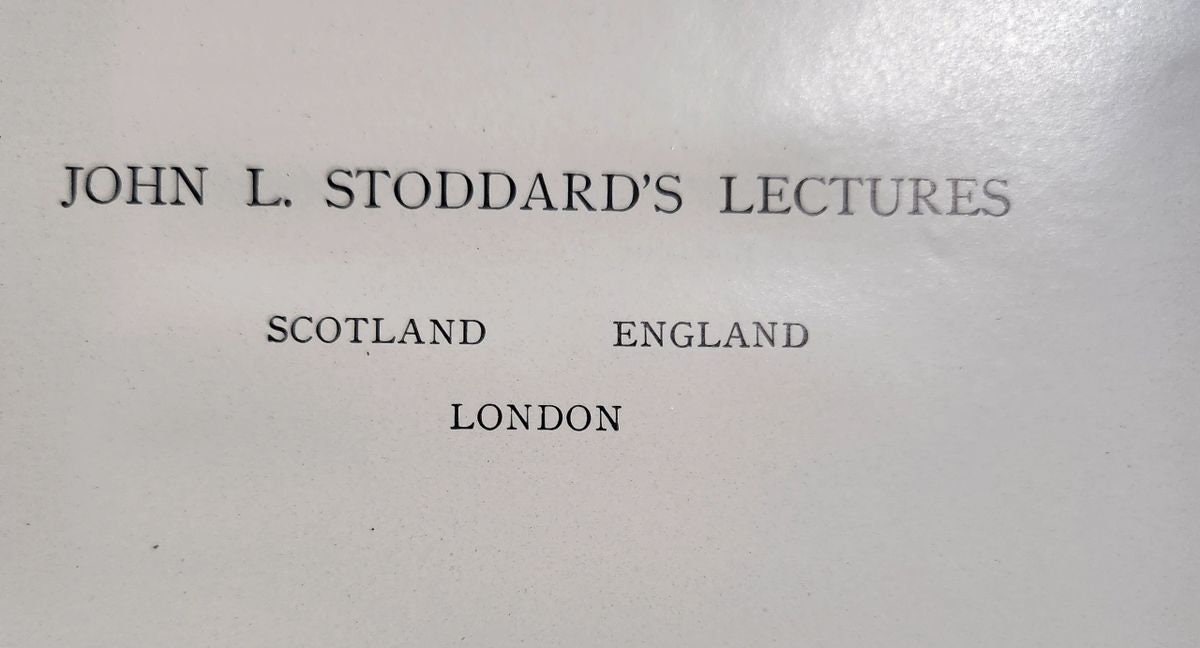 JOHN L. STODDARD'S LECTURES
SCOTLAND ENGLAND
LONDON